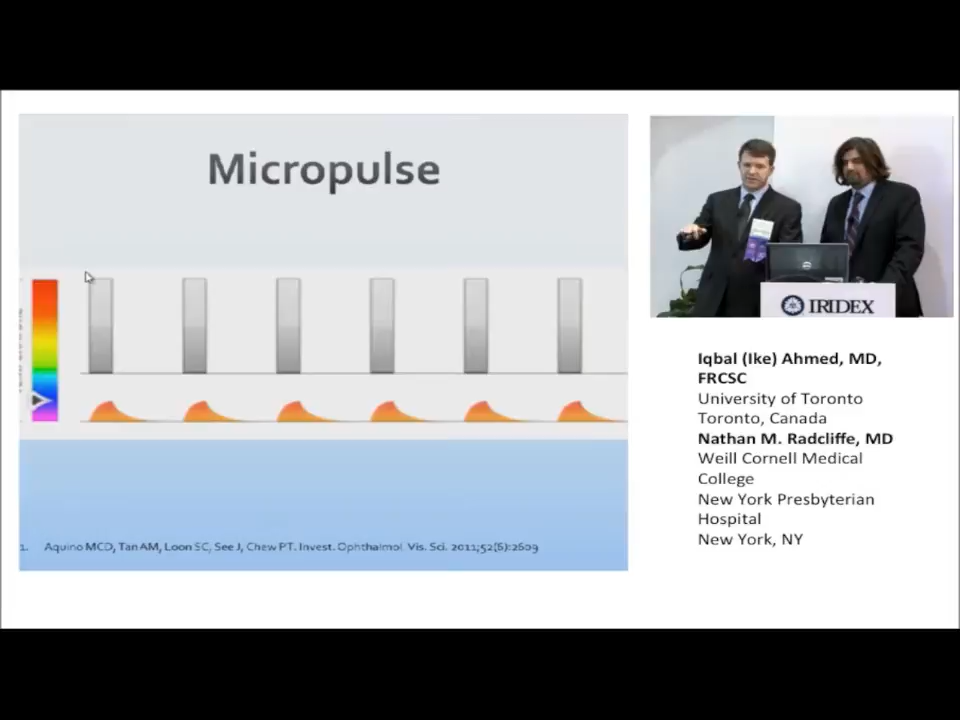 Micropulse
1. Aquino MCD, Tan AM, Loon SC, See J, Chew PT. Invest. Ophthalmol. Vis. Sci. 2011;52(6):2609
IRIDEX
Iqbal (Ike) Ahmed, MD,
FRCSC
University of Toronto
Toronto, Canada
Nathan M. Radcliffe, MD
Weill Cornell Medical
College
New York Presbyterian
Hospital
New York, NY